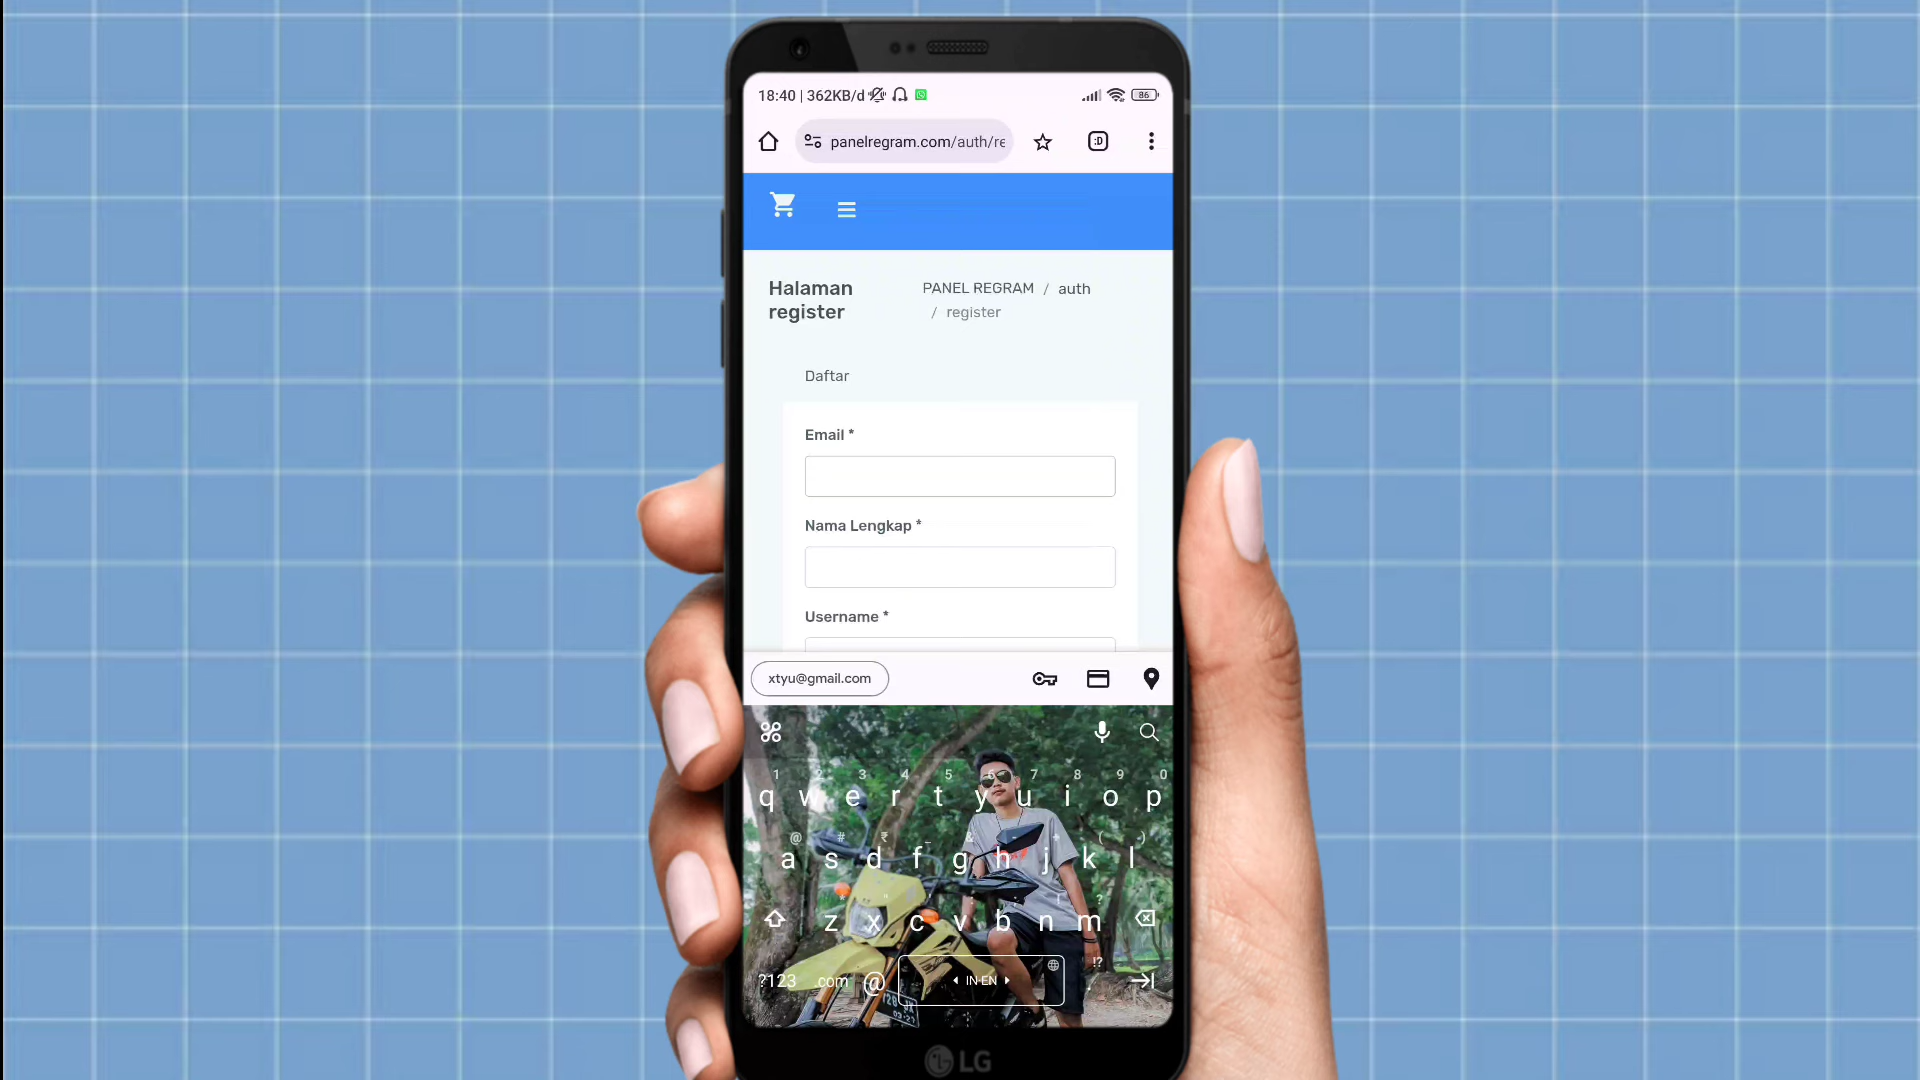 18:40 | 362KB/d
86
panelregram.com/auth/re
:D
Halaman
register
PANEL REGRAM / auth
/ register
Daftar
Email *
Nama Lengkap *
Username *
xtyu@gmail.com
1 2 3 4 5 6 7 8 9 0
q w e r t y u i o p
@ # ₹ _ & - + ( )
a s d f g h j k l
* " ' : ; ! ?
z x c v b n m
!?
?123 .com @ IN·EN .
LG